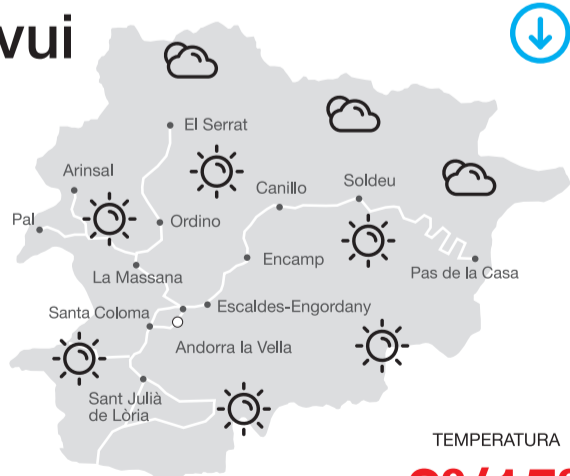 vui
El Serrat
Arinsal
Canillo
Soldeu
Pal
Ordino
Encamp
Pas de la Casa
La Massana
Santa Coloma
Escaldes-Engordany
Andorra la Vella
Sant Julià
de Lòria
TEMPERATURA